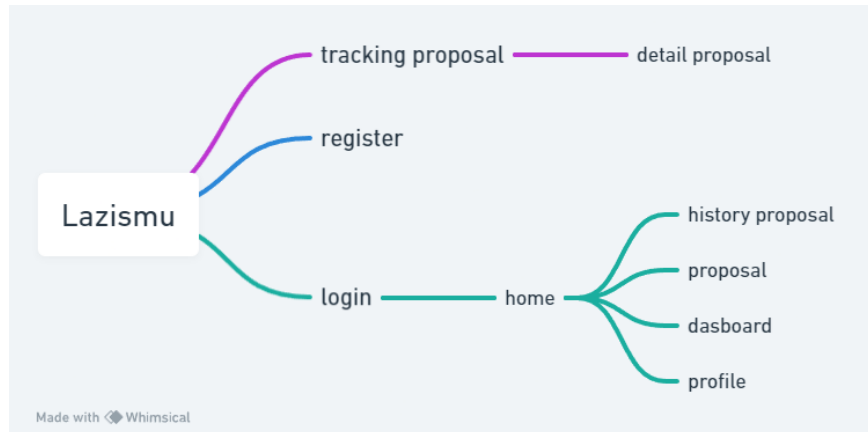 Lazismu
tracking proposal
detail proposal
register
login
home
history proposal
proposal
dasboard
profile
Made with Whimsical